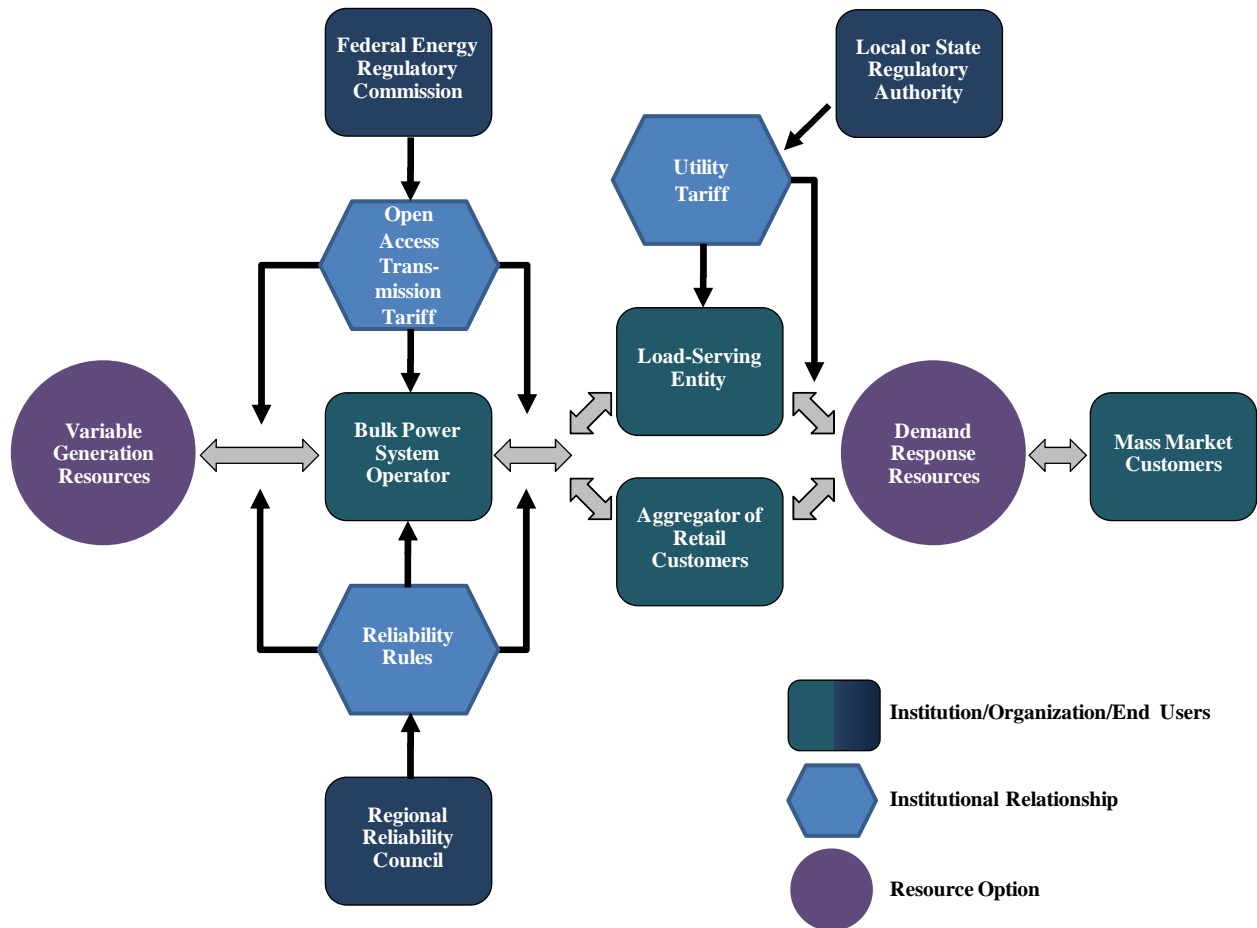 Federal Energy
Regulatory
Commission
Local or State
Regulatory
Authority
Utility
Tariff
Open
Access
Trans-
mission
Tariff
Load-Serving
Entity
Variable
Generation
Resources
Bulk Power
System
Operator
Demand
Response
Resources
Mass Market
Customers
Aggregator of
Retail
Customers
Reliability
Rules
Regional
Reliability
Council
Institution/Organization/End Users
Institutional Relationship
Resource Option